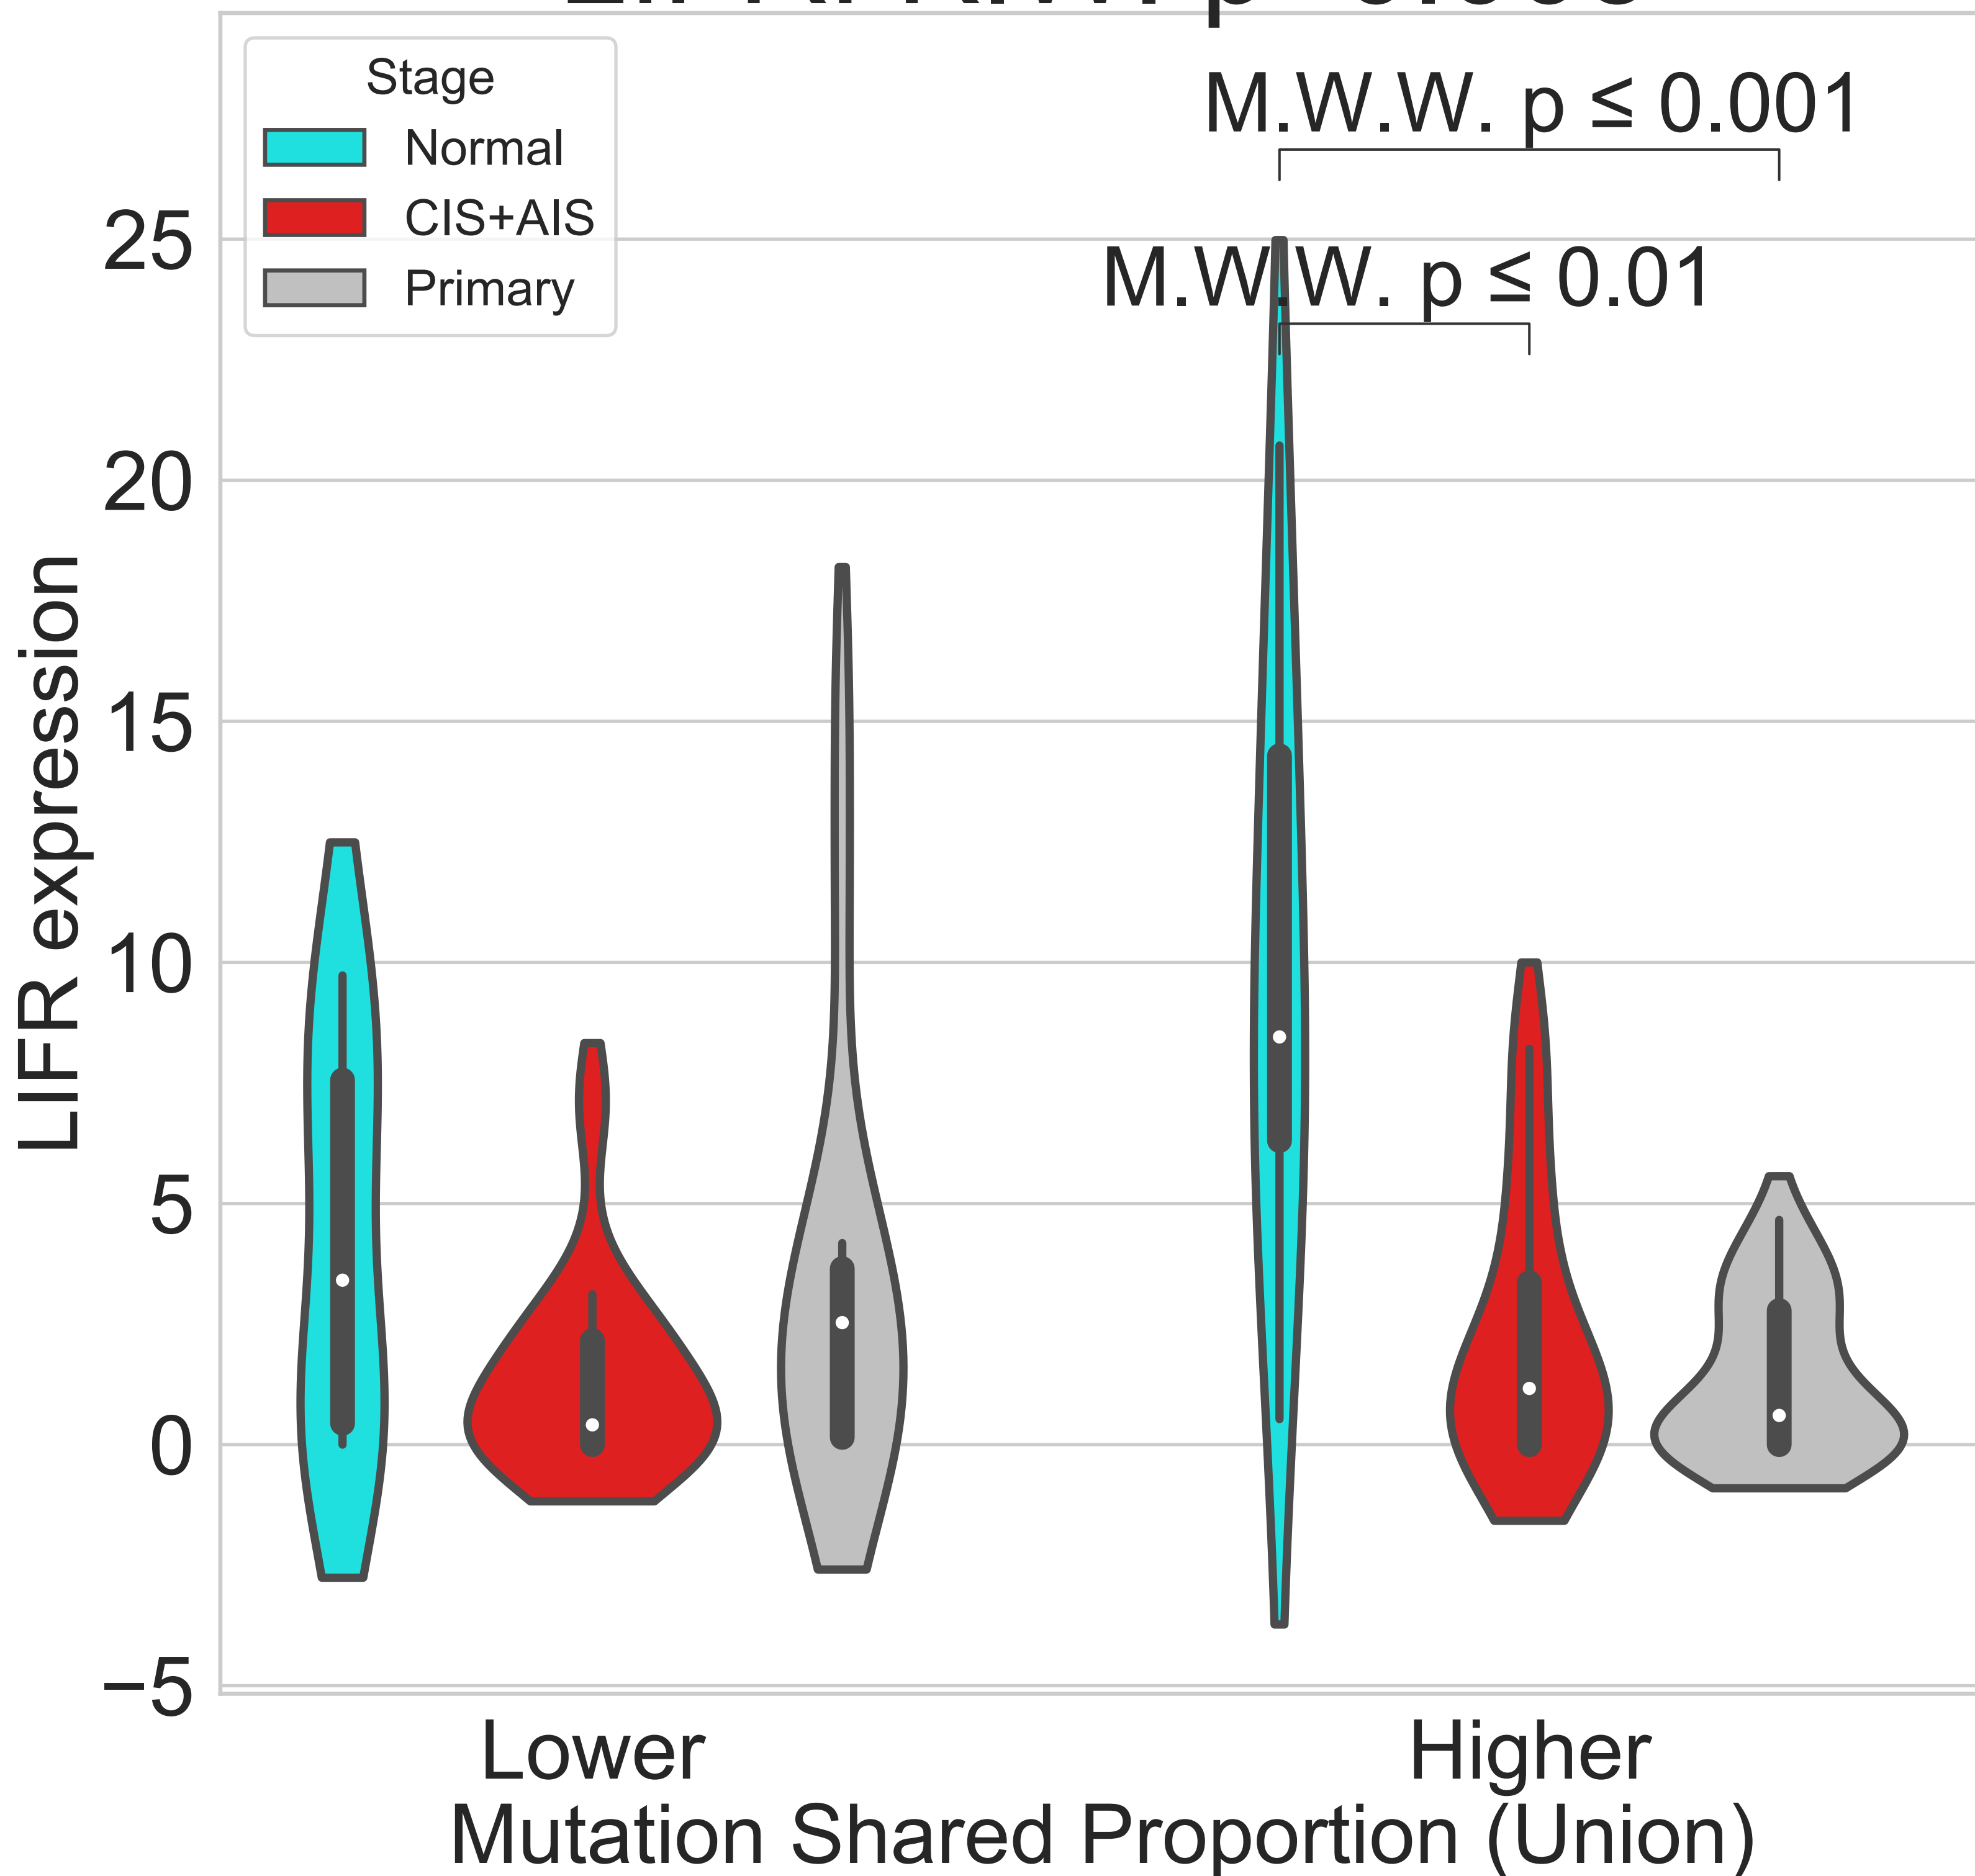 Stage
Normal
CIS+AIS
Primary
M.W.W. p ≤ 0.001
M.W.W. p ≤ 0.01
25
20
15
10
5
0
−5
LIFR expression
Lower
Higher
Mutation Shared Proportion (Union)